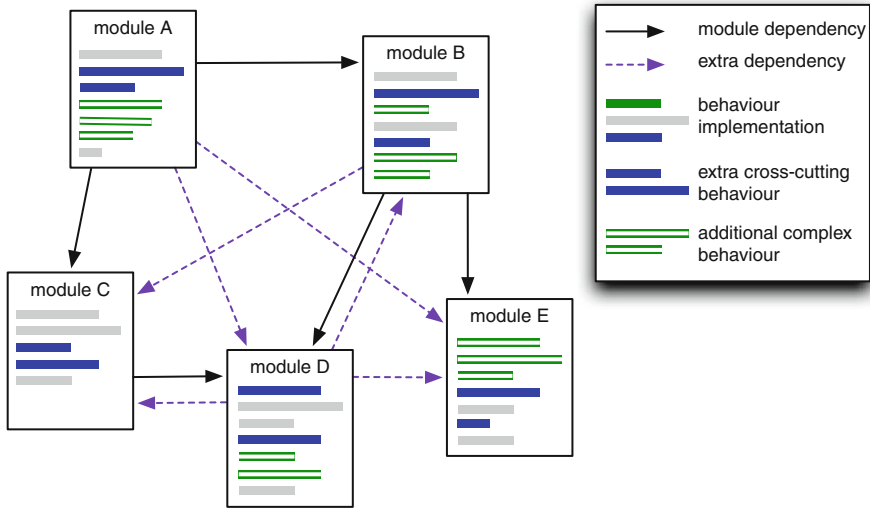 module A
module B
module C
module D
module E
module dependency
extra dependency
behaviour
implementation
extra cross-cutting
behaviour
additional complex
behaviour